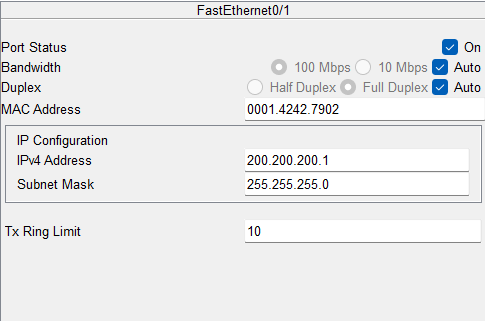 FastEthernet0/1
Port Status On
Bandwidth 100 Mbps 10 Mbps Auto
Duplex Half Duplex Full Duplex Auto
MAC Address 0001.4242.7902
IP Configuration
IPv4 Address 200.200.200.1
Subnet Mask 255.255.255.0
Tx Ring Limit 10